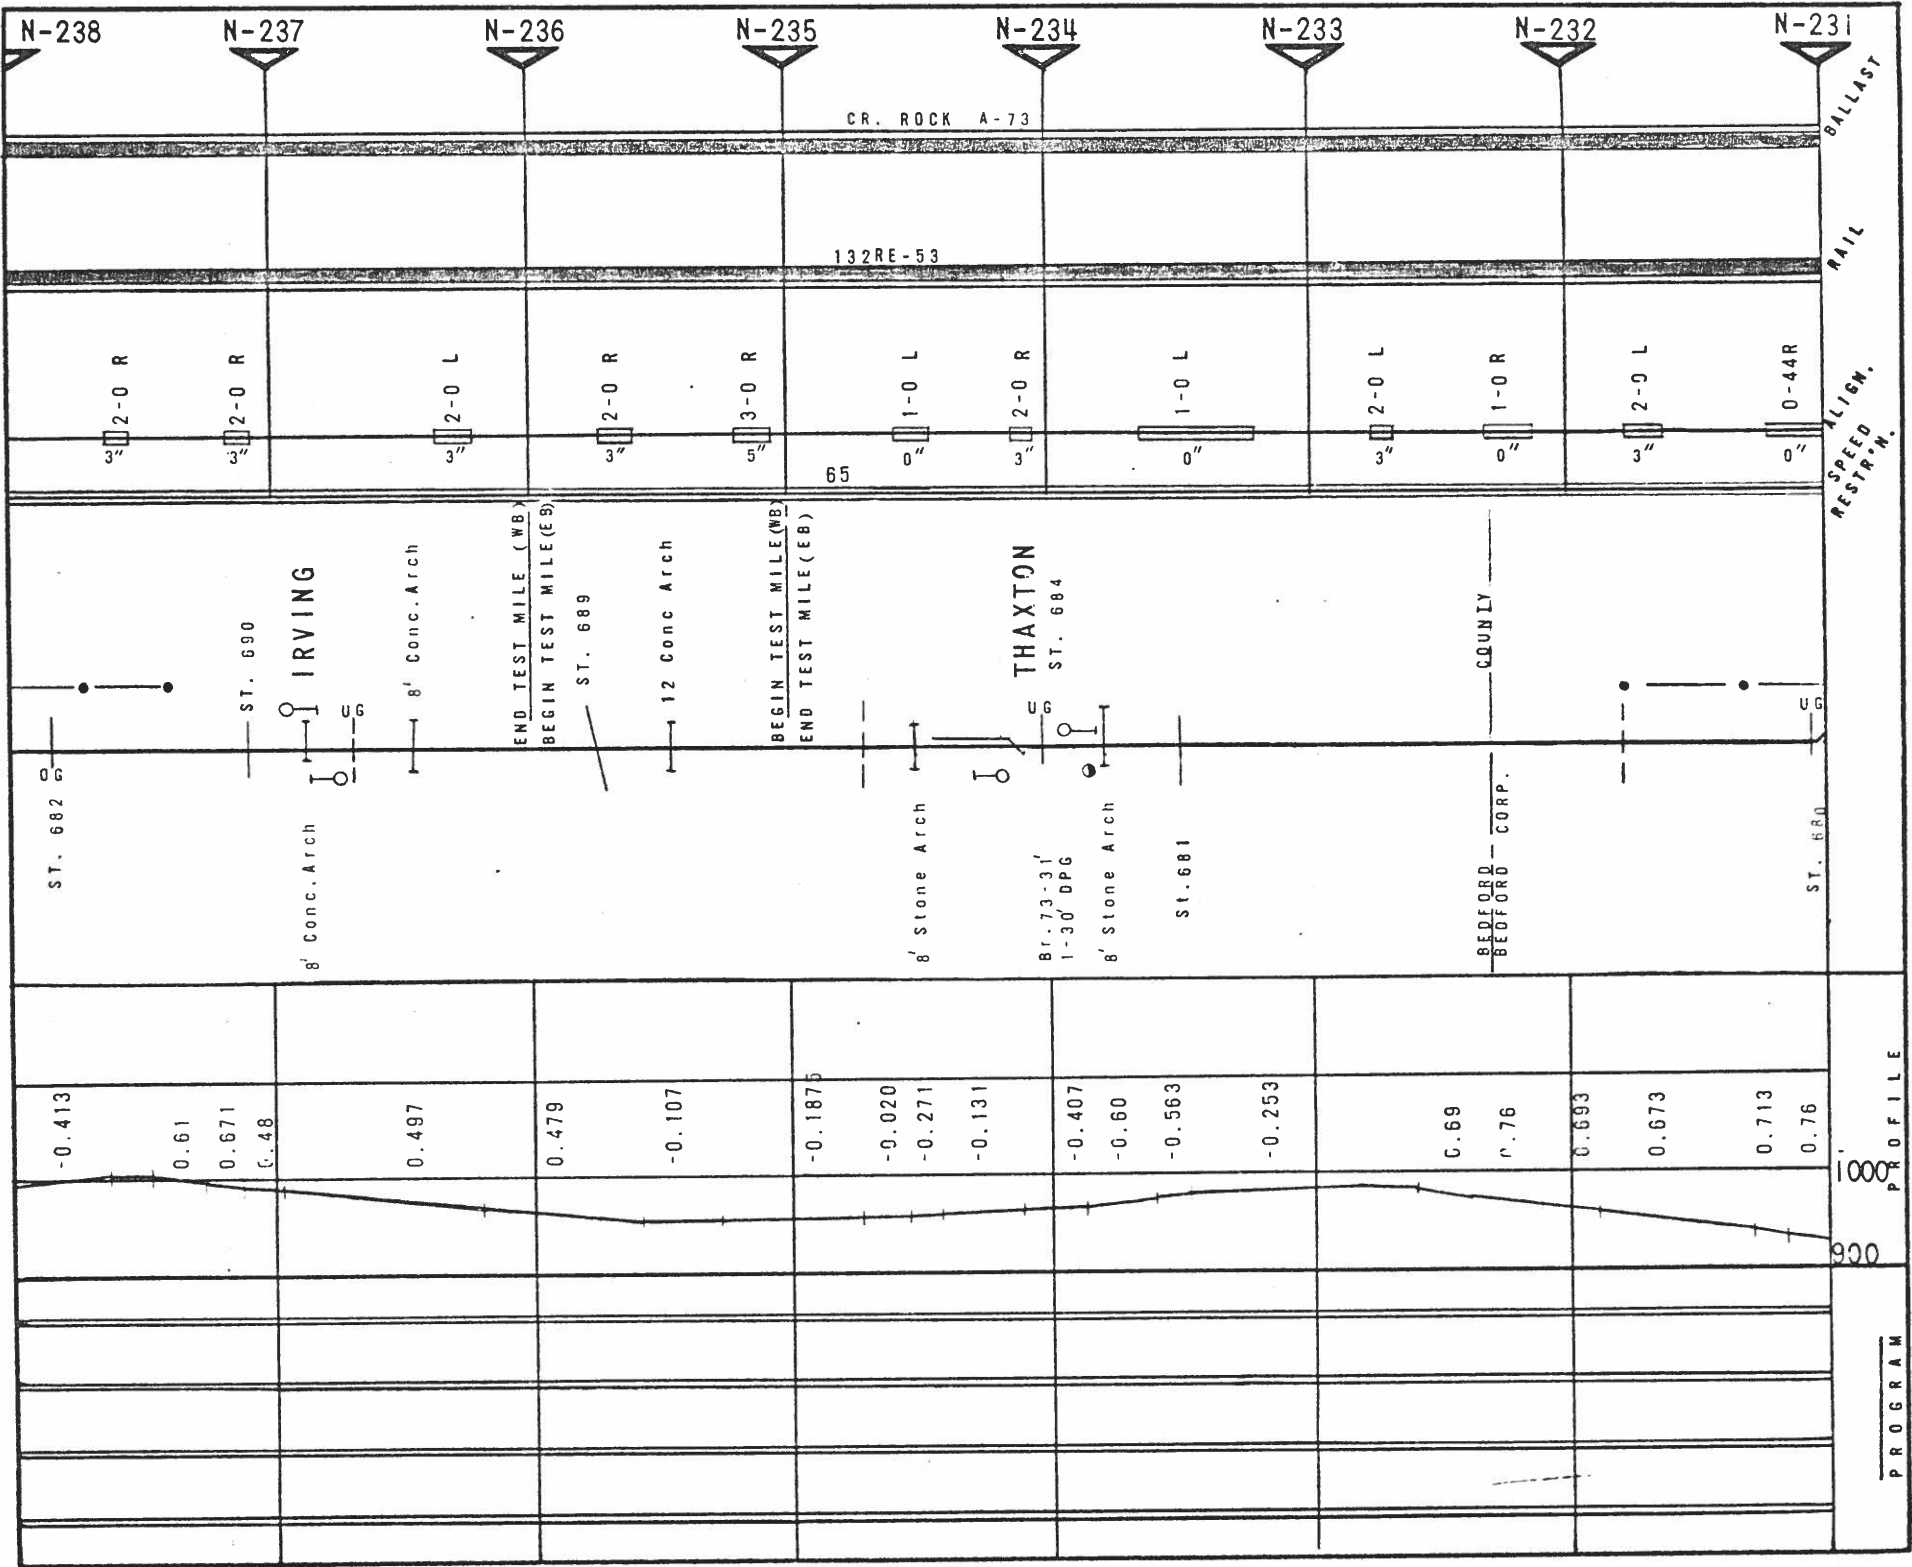 N-238 N-237 N-236 N-235 N-234 N-233 N-232 N-231
BALLAST
CR. ROCK A-73
RAIL
132RE-53
2-0 R 2-0 R 2-0 L 2-0 R 3-0 R 1-0 L 2-0 R 1-0 L 2-0 L 1-0 R 2-0 L 0-44R
ALIGN.
3" 3" 3" 3" 5" 0" 3" 0" 3" 0" 3" 0"
SPEED
RESTR'N.
65
ST. 690
IRVING
8' Conc. Arch
END TEST MILE (WB)
BEGIN TEST MILE(EB)
ST. 689
12 Conc Arch
BEGIN TEST MILE(WB)
END TEST MILE(EB)
THAXTON
ST. 684
COUNTY
UG
UG
UG
OG
ST. 682
8' Conc. Arch
8' Stone Arch
Br. 73-31'
1-30' DPG
8' Stone Arch
St. 681
BEDFORD
BEDFORD CORP.
ST. 680
PROFILE
-0.413 0.61 0.671 0.48 0.497 0.479 -0.107 -0.1875 -0.020 -0.271 -0.131 -0.407 -0.60 -0.563 -0.253 0.69 0.76 0.693 0.673 0.713 0.76
1000
900
PROGRAM